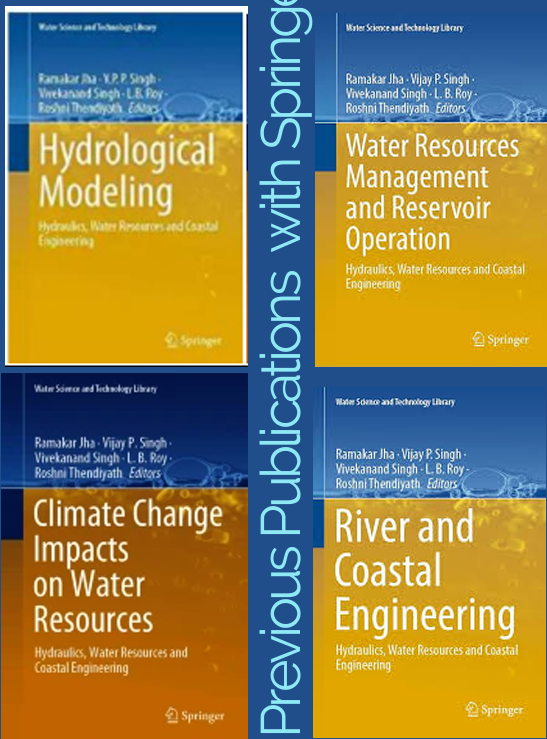 Water Science and Technology Library
Ramakar Jha · V.P. P. Singh ·
Vivekanand Singh · L.B. Roy ·
Roshni Thendiyath Editors
Hydrological
Modeling
Hydraulics, Water Resources and Coastal
Engineering
Springer
Previous Publications with Springe
Water Science and Technology Library
Ramakar Jha · Vijay P. Singh ·
Vivekanand Singh · L. B. Roy ·
Roshni Thendiyath Editors
Water Resources
Management
and Reservoir
Operation
Hydraulics, Water Resources and Coastal
Engineering
Springer
Water Science and Technology Library
Ramakar Jha · Vijay P. Singh ·
Vivekanand Singh · L. B. Roy ·
Roshni Thendiyath Editors
Climate Change
Impacts
on Water
Resources
Hydraulics, Water Resources and
Coastal Engineering
Springer
Water Science and Technology Library
Ramakar Jha · Vijay P. Singh ·
Vivekanand Singh · L. B. Roy ·
Roshni Thendiyath Editors
River and
Coastal
Engineering
Hydraulics, Water Resources and Coastal
Engineering
Springer